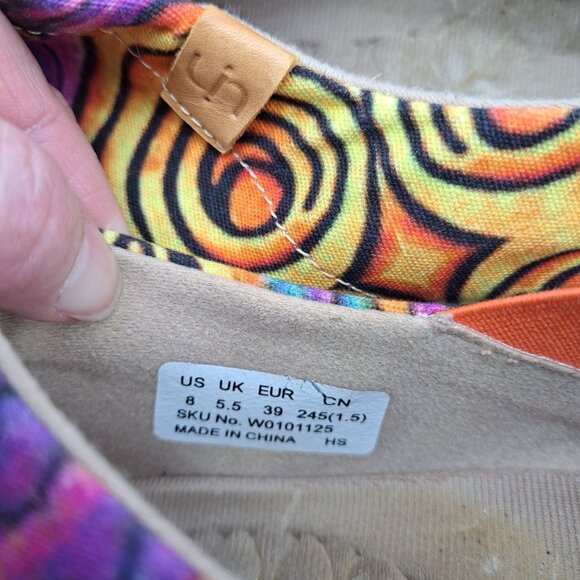 US UK EUR CN
8 5.5 39 245(1.5)
SKU No. W0101125
MADE IN CHINA HS